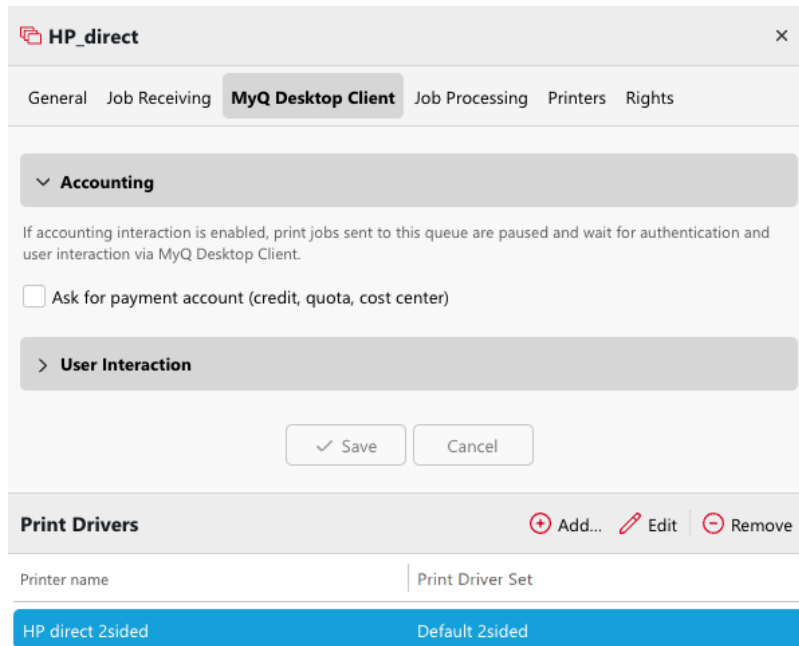 HP_direct
General Job Receiving MyQ Desktop Client Job Processing Printers Rights
Accounting
If accounting interaction is enabled, print jobs sent to this queue are paused and wait for authentication and
user interaction via MyQ Desktop Client.
Ask for payment account (credit, quota, cost center)
User Interaction
Save Cancel
Print Drivers Add... Edit Remove
Printer name Print Driver Set
HP direct 2sided Default 2sided